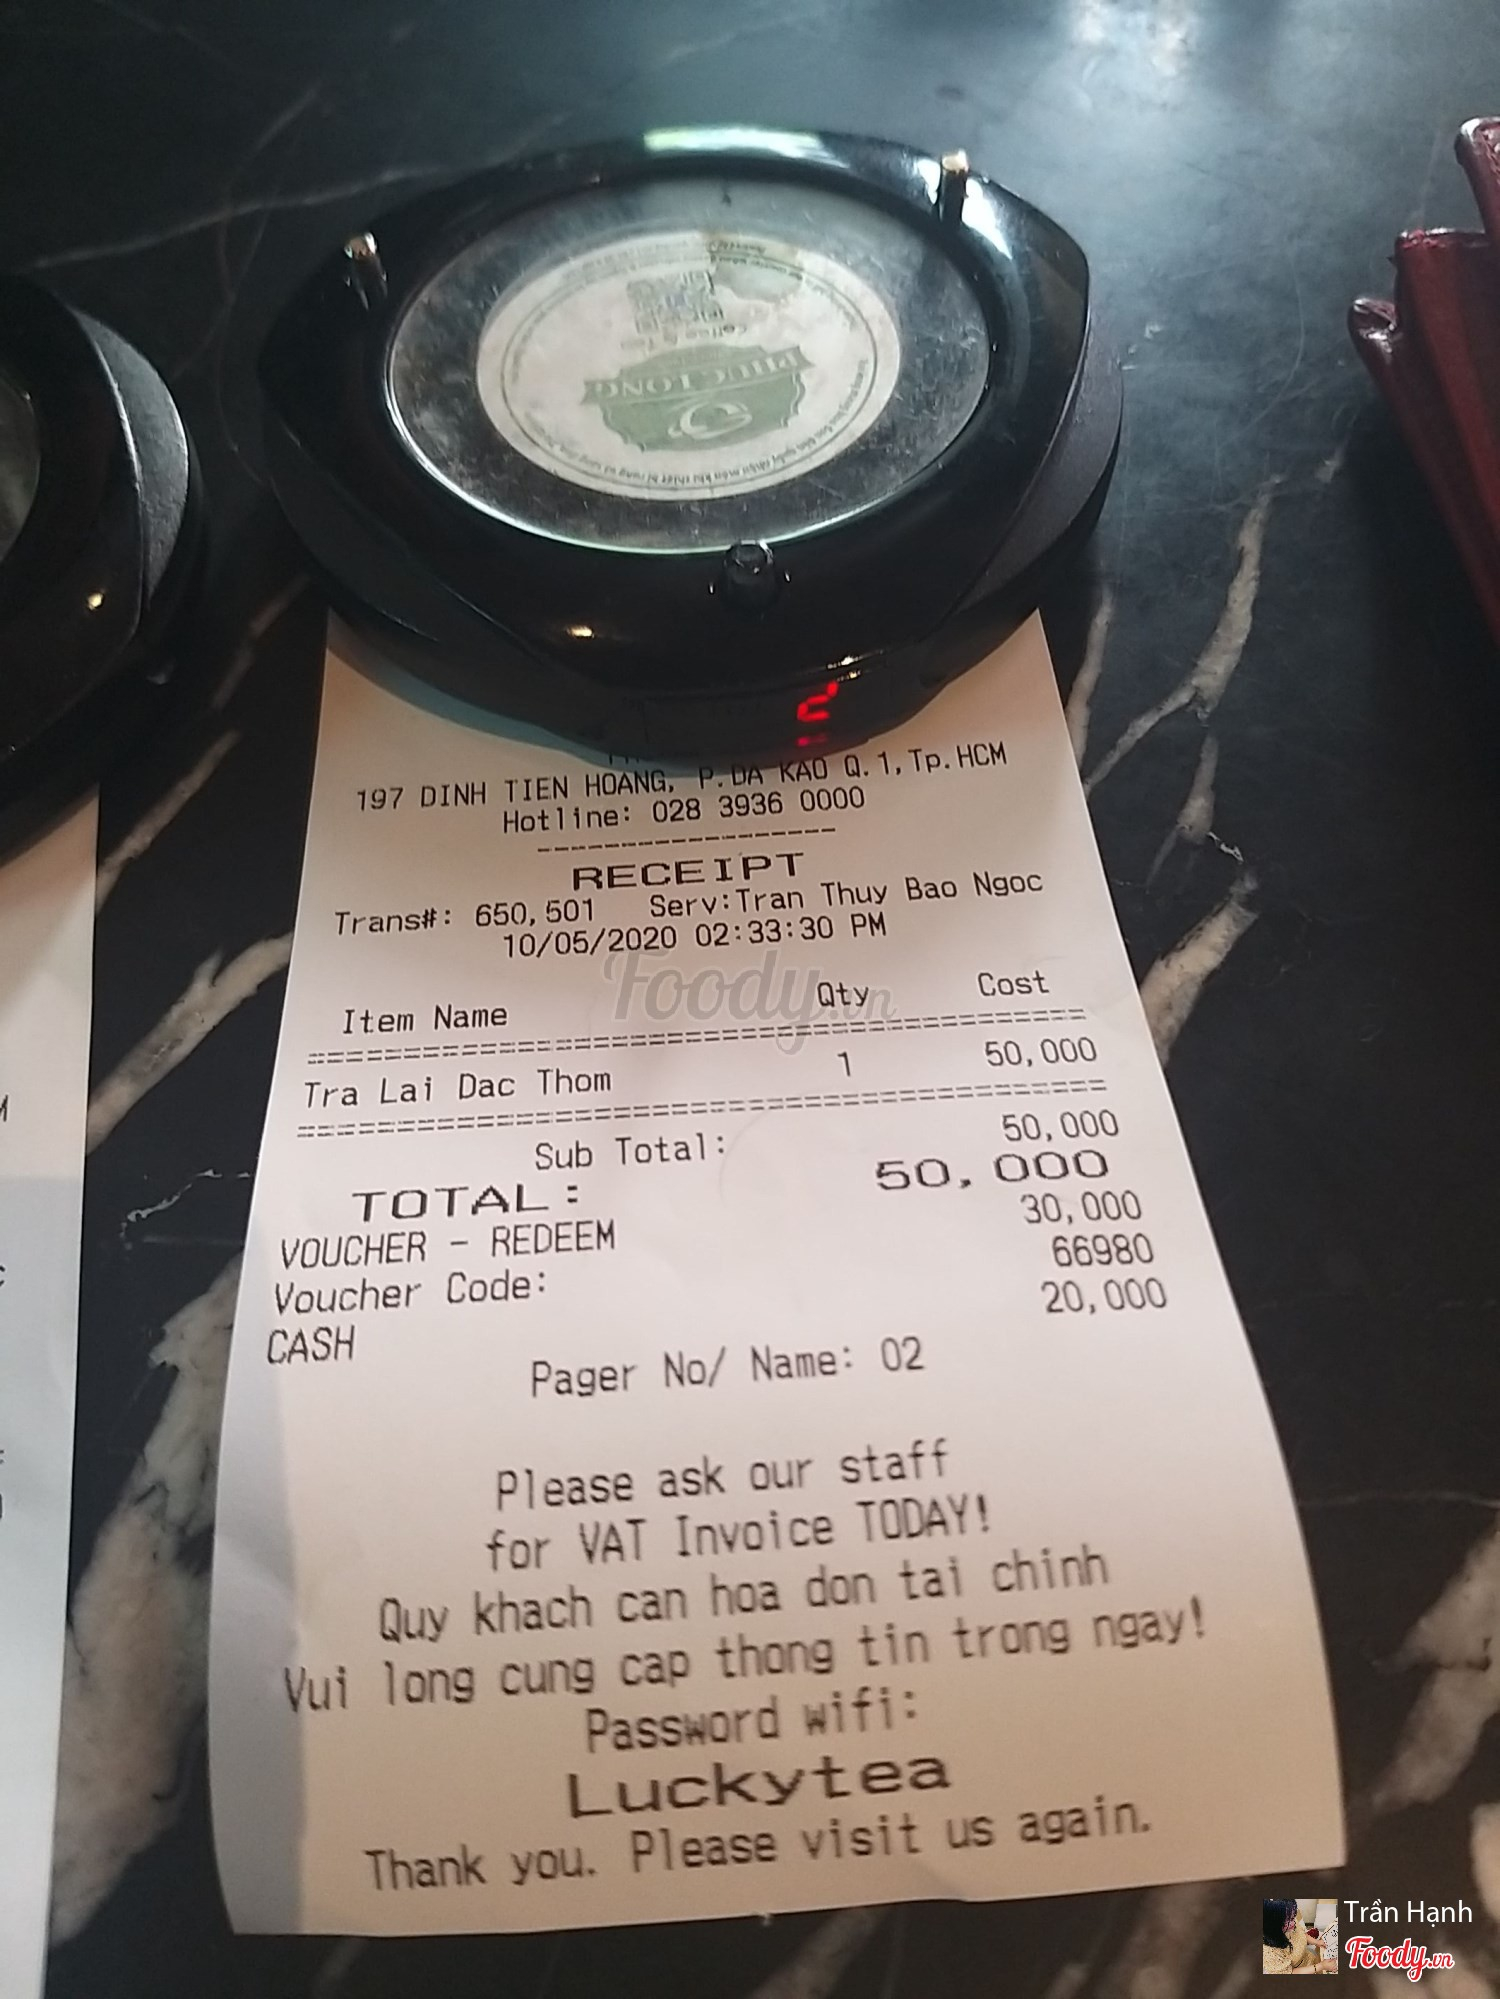 PHUC LONG
Coffee & Tea
197 DINH TIEN HOANG, P.DA KAO Q.1,Tp.HCM
Hotline: 028 3936 0000
RECEIPT
Trans#: 650,501 Serv:Tran Thuy Bao Ngoc
10/05/2020 02:33:30 PM
Foody.vn
Item Name Qty Cost
Tra Lai Dac Thom 1 50,000
Sub Total: 50,000
TOTAL: 50,000
VOUCHER - REDEEM 30,000
Voucher Code: 66980
CASH 20,000
Pager No/ Name: 02
Please ask our staff
for VAT Invoice TODAY!
Quy khach can hoa don tai chinh
Vui long cung cap thong tin trong ngay!
Password wifi:
Luckytea
Thank you. Please visit us again.
Trần Hạnh
Foody.vn